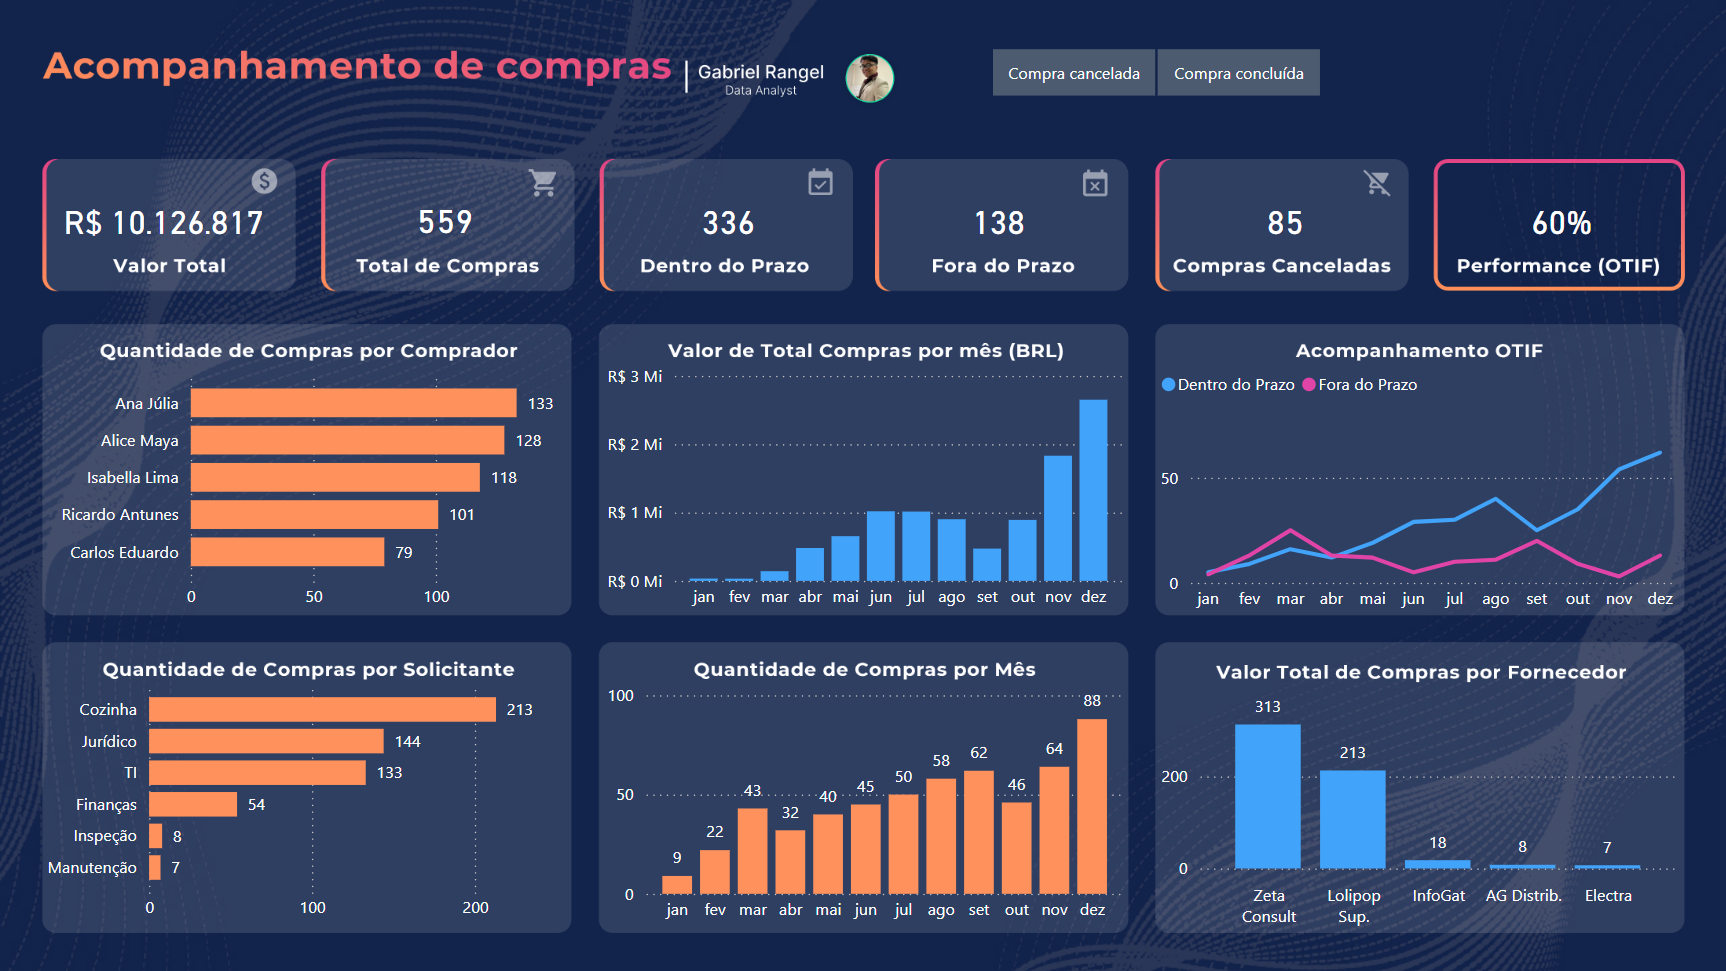 Acompanhamento de compras
Gabriel Rangel
Data Analyst
Compra cancelada
Compra concluída
R$ 10.126.817
Valor Total
559
Total de Compras
336
Dentro do Prazo
138
Fora do Prazo
85
Compras Canceladas
60%
Performance (OTIF)
Quantidade de Compras por Comprador
Ana Júlia 133
Alice Maya 128
Isabella Lima 118
Ricardo Antunes 101
Carlos Eduardo 79
0 50 100
Valor de Total Compras por mês (BRL)
R$ 3 Mi
R$ 2 Mi
R$ 1 Mi
R$ 0 Mi
jan fev mar abr mai jun jul ago set out nov dez
Acompanhamento OTIF
Dentro do Prazo Fora do Prazo
50
0
jan fev mar abr mai jun jul ago set out nov dez
Quantidade de Compras por Solicitante
Cozinha 213
Jurídico 144
TI 133
Finanças 54
Inspeção 8
Manutenção 7
0 100 200
Quantidade de Compras por Mês
100
50
0
9 22 43 32 40 45 50 58 62 46 64 88
jan fev mar abr mai jun jul ago set out nov dez
Valor Total de Compras por Fornecedor
313 213 18 8 7
200
0
Zeta Consult
Lolipop Sup.
InfoGat
AG Distrib.
Electra